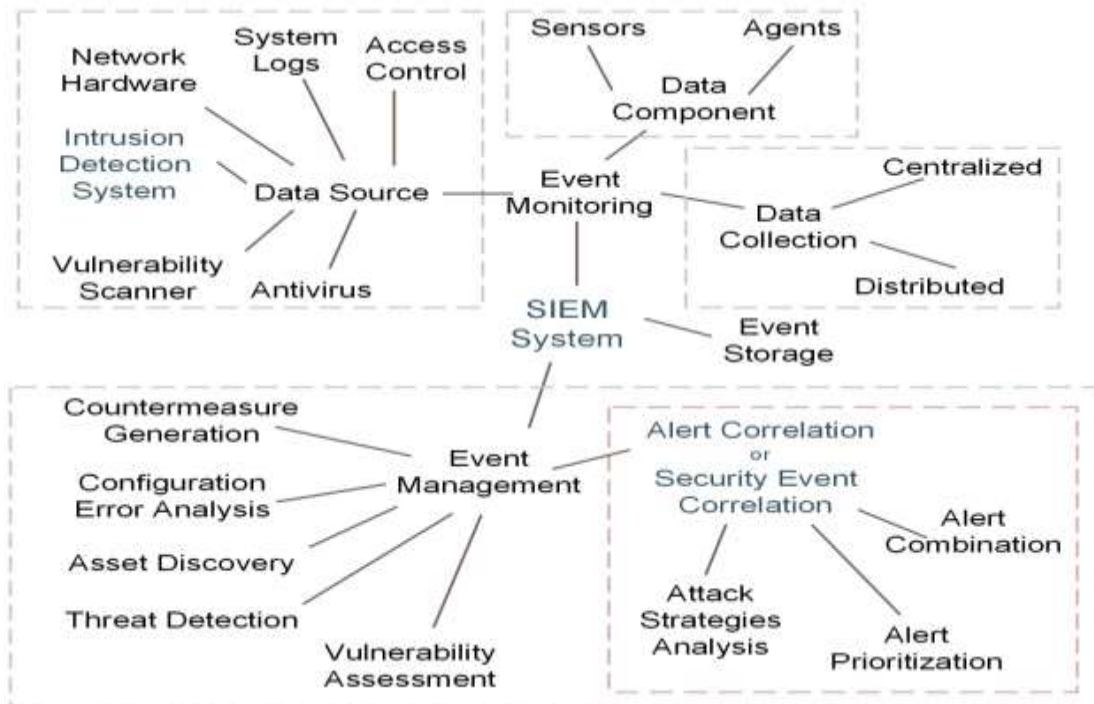 Network
Hardware
System
Logs
Access
Control
Intrusion
Detection
System
Data Source
Vulnerability
Scanner
Antivirus
Sensors
Agents
Data
Component
Event
Monitoring
Centralized
Data
Collection
Distributed
SIEM
System
Event
Storage
Countermeasure
Generation
Configuration
Error Analysis
Asset Discovery
Threat Detection
Vulnerability
Assessment
Event
Management
Alert Correlation
or
Security Event
Correlation
Alert
Combination
Attack
Strategies
Analysis
Alert
Prioritization